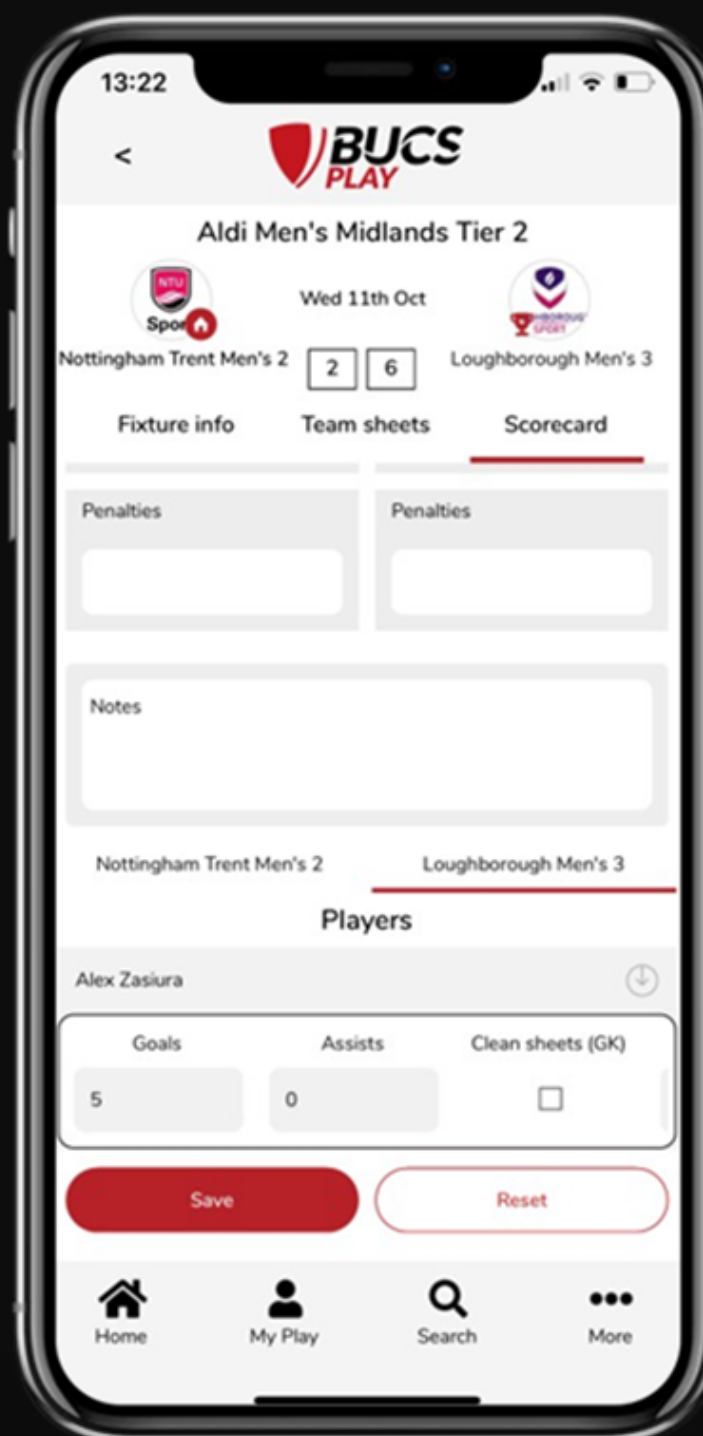 13:22
<
BUCS
PLAY
Aldi Men's Midlands Tier 2
NTU
Wed 11th Oct
SPORT
Nottingham Trent Men's 2
2
6
Loughborough Men's 3
Fixture info
Team sheets
Scorecard
Penalties
Penalties
Notes
Nottingham Trent Men's 2
Loughborough Men's 3
Players
Alex Zasiura
Goals
Assists
Clean sheets (GK)
5
0
Save
Reset
Home
My Play
Search
More